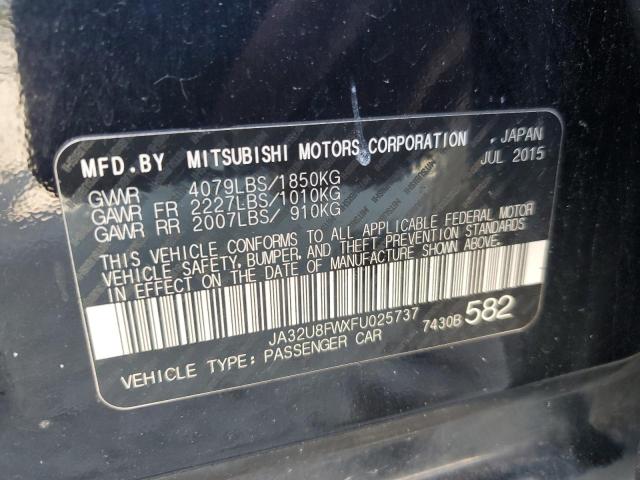 MFD.BY MITSUBISHI MOTORS CORPORATION JAPAN
JUL 2015
GVWR 4079LBS/1850KG
GAWR FR 2227LBS/1010KG
GAWR RR 2007LBS/ 910KG
THIS VEHICLE CONFORMS TO ALL APPLICABLE FEDERAL MOTOR
VEHICLE SAFETY, BUMPER, AND THEFT PREVENTION STANDARDS
IN EFFECT ON THE DATE OF MANUFACTURE SHOWN ABOVE.
JA32U8FWXFU025737 7430B 582
VEHICLE TYPE: PASSENGER CAR